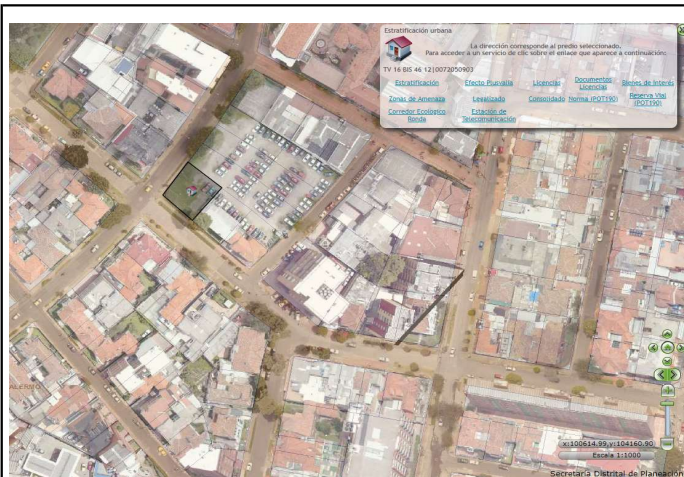 Estratificación urbana
La dirección corresponde al predio seleccionado.
Para acceder a un servicio de clic sobre el enlace que aparece a continuación:
TV 16 BIS 46 12|0072050903
Estratificación Efecto Plusvalía Licencias Documentos Licencias Bienes de Interés
Zonas de Amenaza Legalizado Consolidado Norma (POT190) Reserva Vial (POT190)
Corredor Ecológico Ronda Estación de Telecomunicación
ALERMO
x:100614.99,y:104160.90
Escala 1:1000
Secretaría Distrital de Planeación